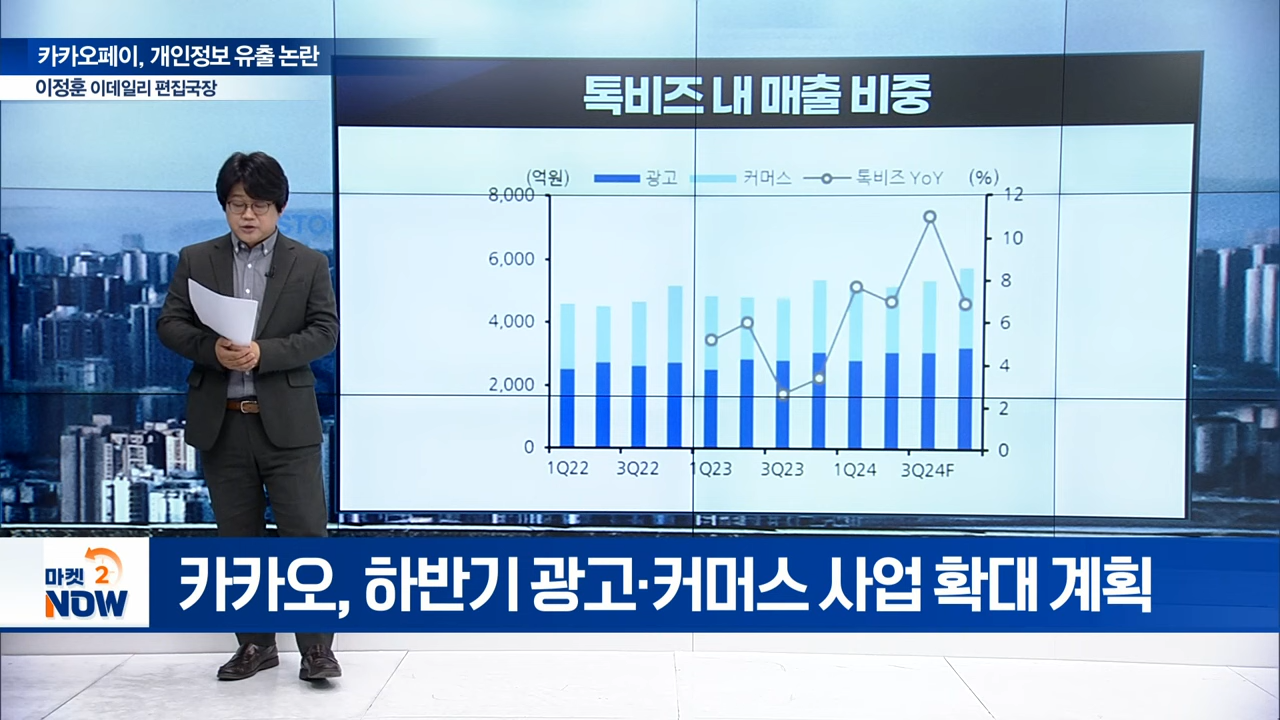 카카오페이, 개인정보 유출 논란
이정훈 이데일리 편집국장
톡비즈 내 매출 비중
(억원) 광고 커머스 톡비즈 YoY (%)
8,000 12
10
6,000 8
4,000 6
4
2,000 2
0 0
1Q22 3Q22 1Q23 3Q23 1Q24 3Q24F
STO
마켓 2
NOW
카카오, 하반기 광고·커머스 사업 확대 계획